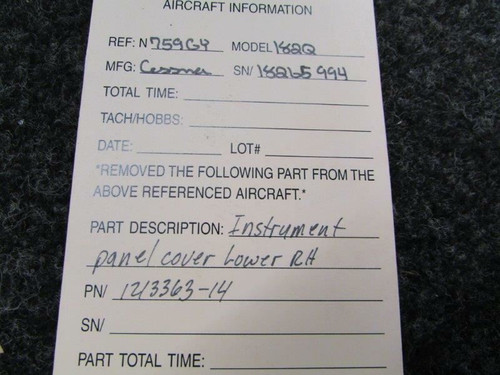 AIRCRAFT INFORMATION
REF: N 759GY MODEL 182Q
MFG: Cessna SN/ 18265994
TOTAL TIME:
TACH/HOBBS:
DATE: LOT#
"REMOVED THE FOLLOWING PART FROM THE
ABOVE REFERENCED AIRCRAFT."
PART DESCRIPTION: Instrument
panel cover Lower RH
PN/ 1213363-14
SN/
PART TOTAL TIME: